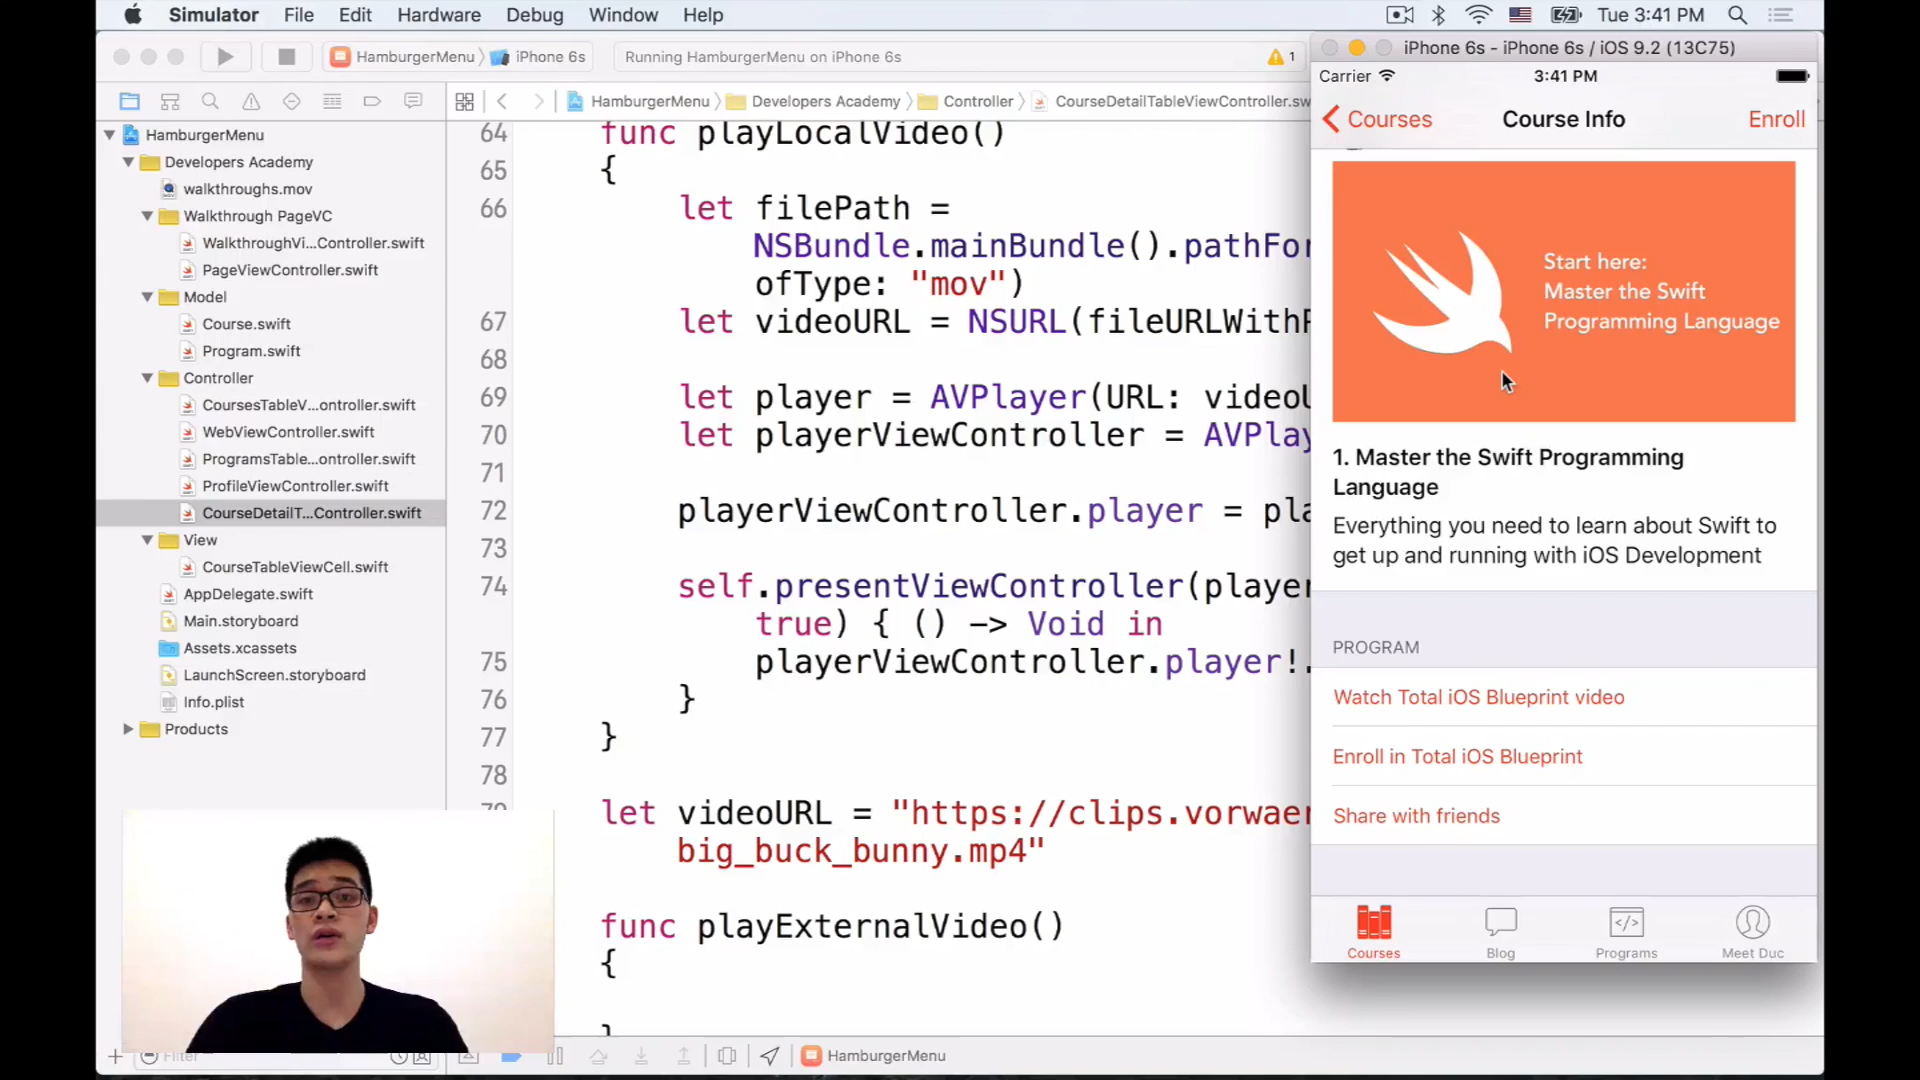 Simulator File Edit Hardware Debug Window Help
Tue 3:41 PM
HamburgerMenu iPhone 6s
Running HamburgerMenu on iPhone 6s
1
HamburgerMenu Developers Academy Controller CourseDetailTableViewController.sw
HamburgerMenu
Developers Academy
walkthroughs.mov
Walkthrough PageVC
WalkthroughVi...Controller.swift
PageViewController.swift
Model
Course.swift
Program.swift
Controller
CoursesTableV...ontroller.swift
WebViewController.swift
ProgramsTable...ontroller.swift
ProfileViewController.swift
CourseDetailT...Controller.swift
View
CourseTableViewCell.swift
AppDelegate.swift
Main.storyboard
Assets.xcassets
LaunchScreen.storyboard
Info.plist
Products
Filter
64 func playLocalVideo()
65 {
66 let filePath =
NSBundle.mainBundle().pathFo
ofType: "mov")
67 let videoURL = NSURL(fileURLWith
68
69 let player = AVPlayer(URL: video
70 let playerViewController = AVPlay
71
72 playerViewController.player = pla
73
74 self.presentViewController(player
true) { () -> Void in
75 playerViewController.player!.
76 }
77 }
78
79 let videoURL = "https://clips.vorwaer
big_buck_bunny.mp4"
func playExternalVideo()
{
}
HamburgerMenu
iPhone 6s - iPhone 6s / iOS 9.2 (13C75)
Carrier 3:41 PM
Courses Course Info Enroll
Start here:
Master the Swift
Programming Language
1. Master the Swift Programming
Language
Everything you need to learn about Swift to
get up and running with iOS Development
PROGRAM
Watch Total iOS Blueprint video
Enroll in Total iOS Blueprint
Share with friends
Courses Blog Programs Meet Duc